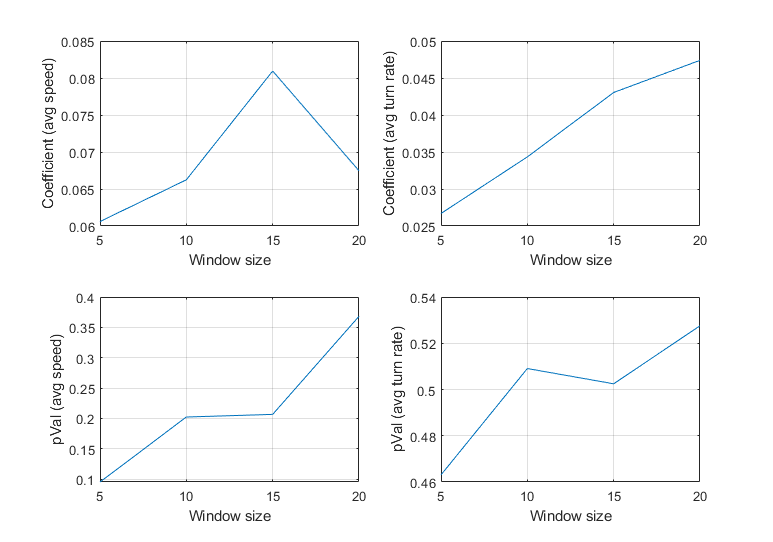 0.085
0.08
0.075
0.07
0.065
0.06
Coefficient (avg speed)
5 10 15 20
Window size
0.05
0.045
0.04
0.035
0.03
0.025
Coefficient (avg turn rate)
5 10 15 20
Window size
0.4
0.35
0.3
0.25
0.2
0.15
0.1
pVal (avg speed)
5 10 15 20
Window size
0.54
0.52
0.5
0.48
0.46
pVal (avg turn rate)
5 10 15 20
Window size